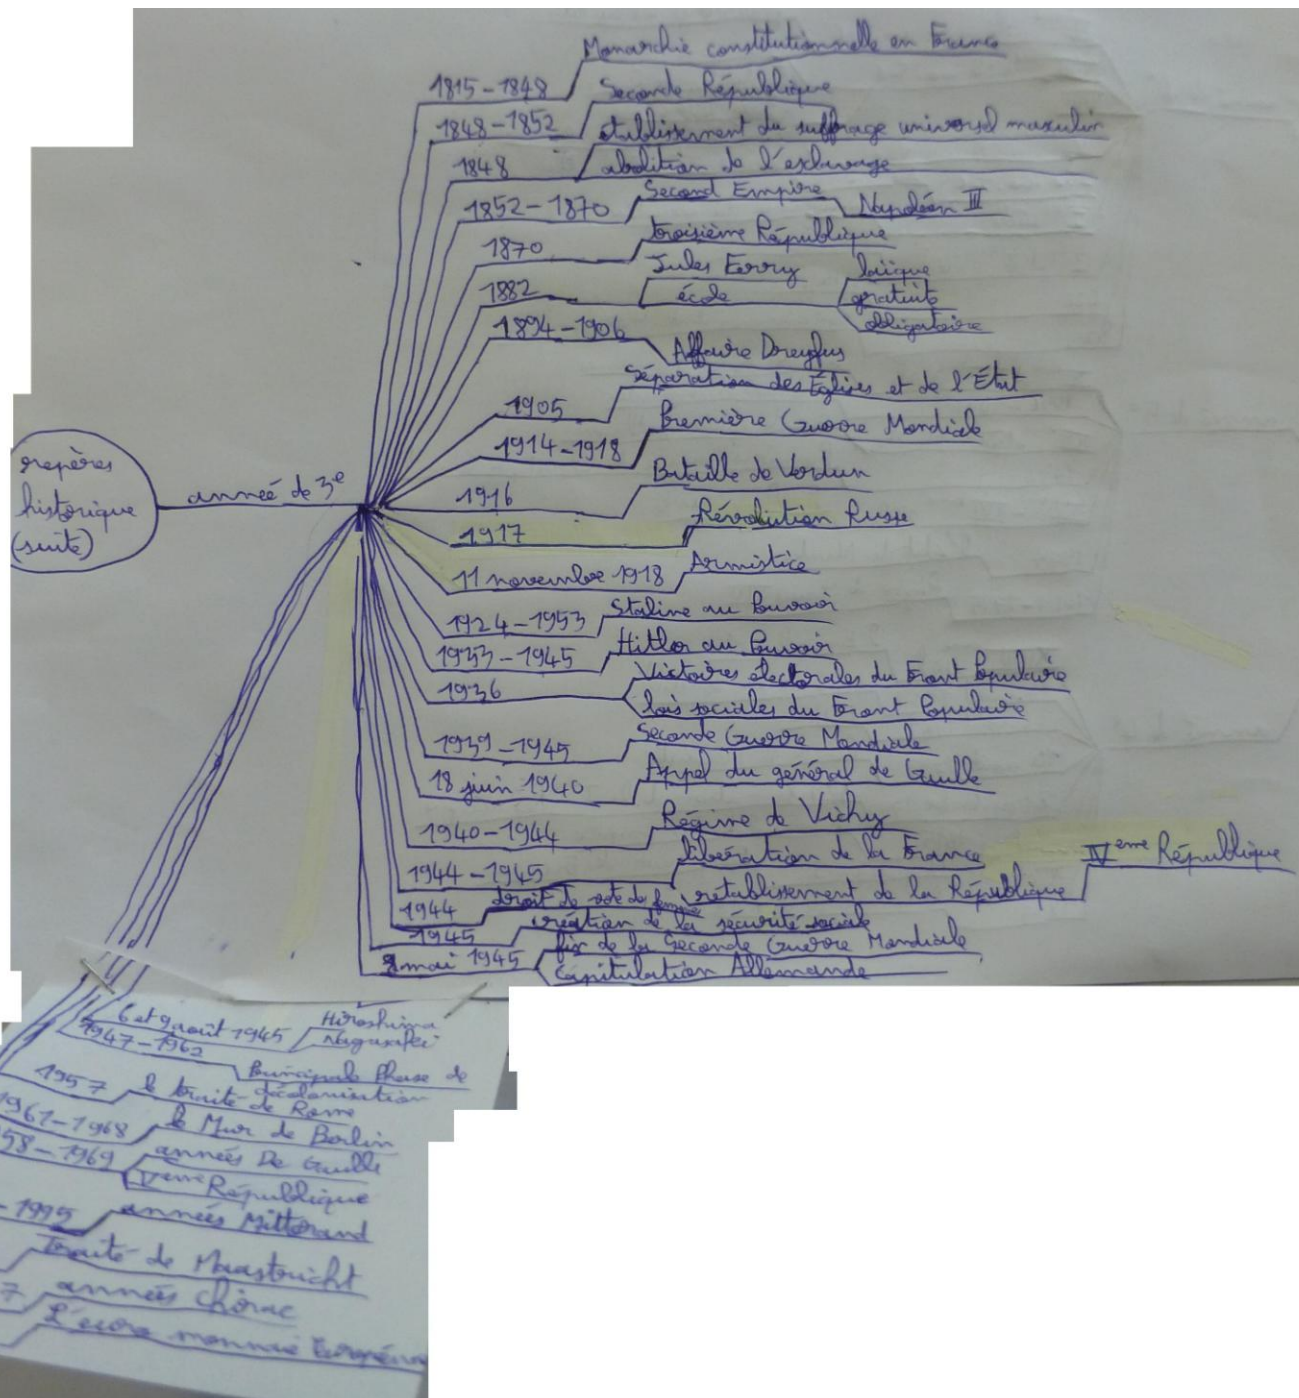 repères
historique
(suite)
année de 3e
1815-1848 Monarchie constitutionnelle en France
1848-1852 Seconde République
établissement du suffrage universel masculin
1848 abolition de l'esclavage
1852-1870 Second Empire Napoléon III
1870 troisième République
1882 Jules Ferry
école laïque
gratuite
obligatoire
1894-1906 Affaire Dreyfus
1905 Séparation des Églises et de l'État
1914-1918 Première Guerre Mondiale
1916 Bataille de Verdun
1917 Révolution Russe
11 novembre 1918 Armistice
1924-1953 Staline au Pouvoir
1933-1945 Hitler au Pouvoir
1936 Victoires électorales du Front Populaire
lois sociales du Front Populaire
1939-1945 Seconde Guerre Mondiale
18 juin 1940 Appel du général de Gaulle
1940-1944 Régime de Vichy
1944-1945 libération de la France
retablissement de la République IVeme République
1944 droit de vote des femmes
1945 création de la sécurité sociale
8 mai 1945 fin de la Seconde Guerre Mondiale
Capitulation Allemande
6 et 9 août 1945 Hiroshima
Nagasaki
1947-1962 Principale Phase de
décolonisation
1957 le traité de Rome
1961-1968 le Mur de Berlin
58-1969 années De Gaulle
Veme République
-1995 années Mitterand
Traité de Maastricht
7 années Chirac
L'euro monnaie Européenne